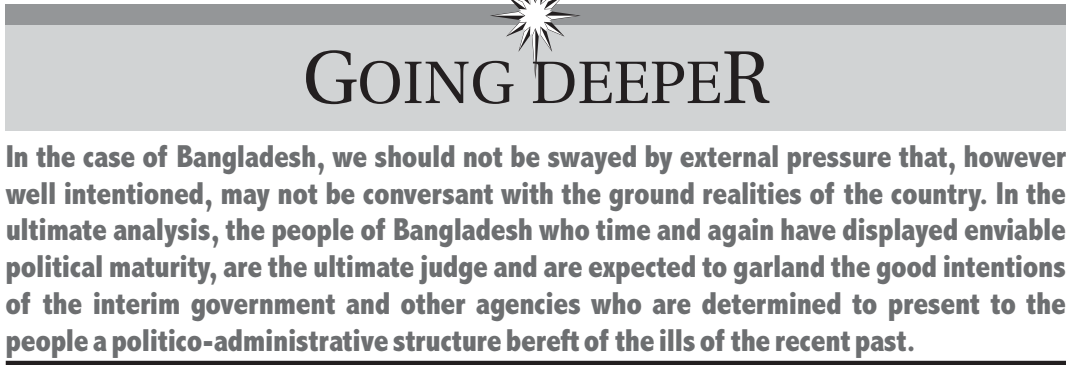 GOING DEEPER
In the case of Bangladesh, we should not be swayed by external pressure that, however
well intentioned, may not be conversant with the ground realities of the country. In the
ultimate analysis, the people of Bangladesh who time and again have displayed enviable
political maturity, are the ultimate judge and are expected to garland the good intentions
of the interim government and other agencies who are determined to present to the
people a politico-administrative structure bereft of the ills of the recent past.